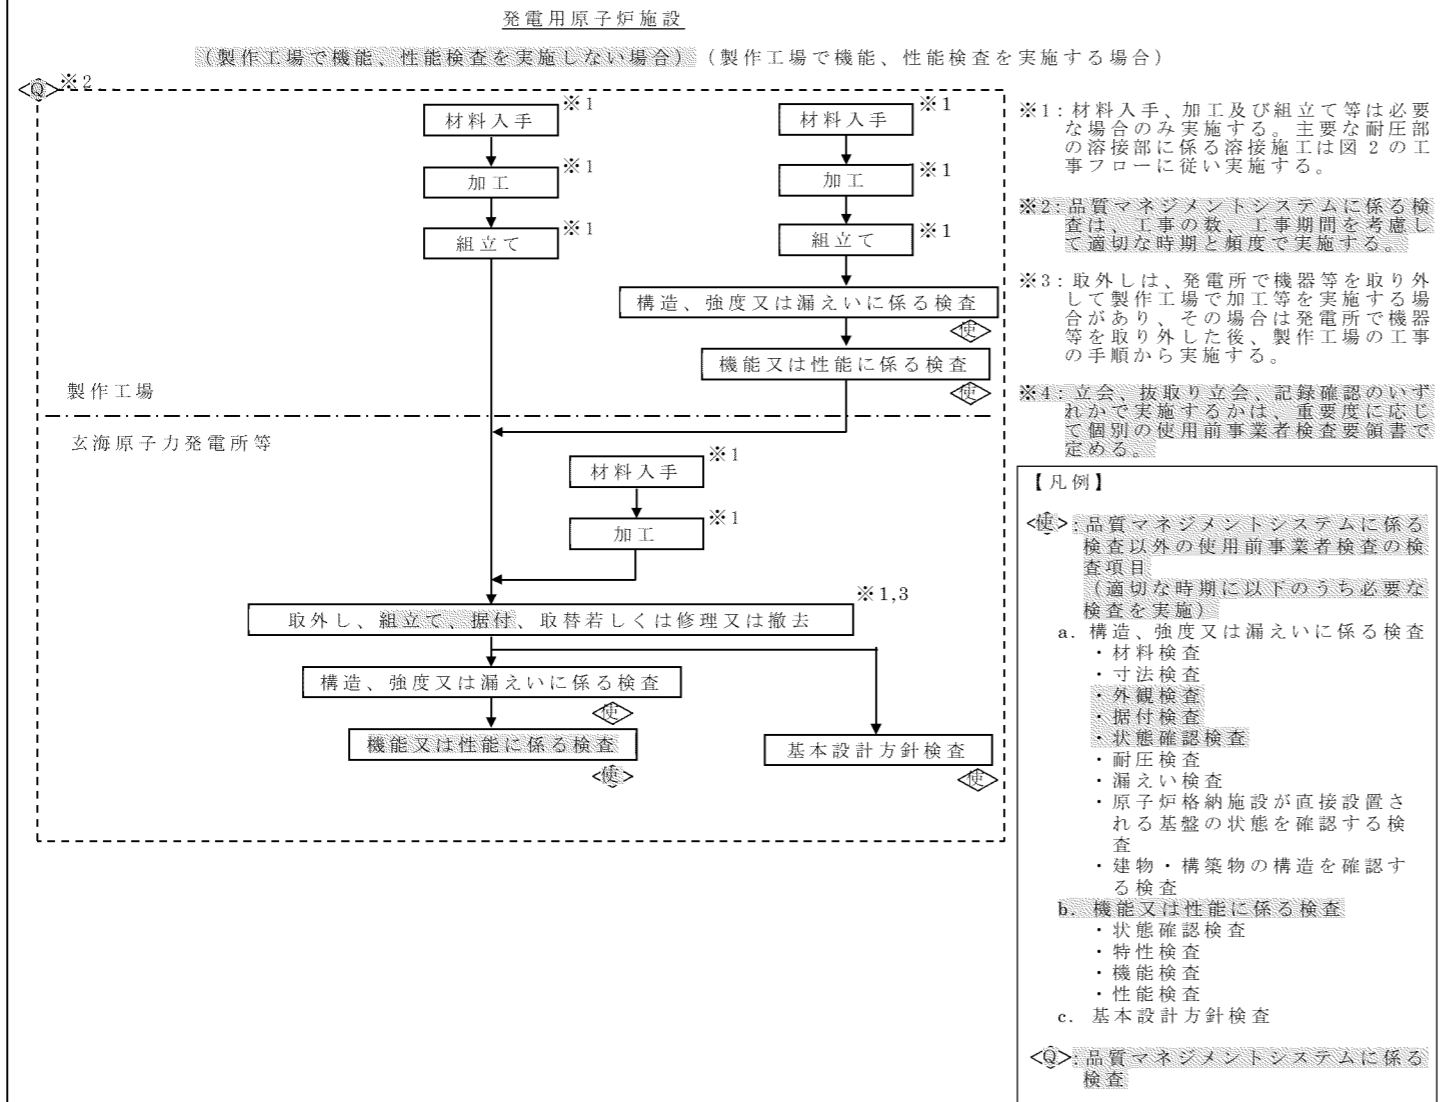 発電用原子炉施設
(製作工場で機能、性能検査を実施しない場合) (製作工場で機能、性能検査を実施する場合)
Q ※2
材料入手 ※1
加工 ※1
組立て ※1
材料入手 ※1
加工 ※1
組立て ※1
構造、強度又は漏えいに係る検査
使
機能又は性能に係る検査
使
製作工場
玄海原子力発電所等
材料入手 ※1
加工 ※1
※1,3
取外し、組立て、据付、取替若しくは修理又は撤去
構造、強度又は漏えいに係る検査
使
機能又は性能に係る検査
使
基本設計方針検査
使
※1:材料入手、加工及び組立て等は必要
な場合のみ実施する。主要な耐圧部
の溶接部に係る溶接施工は図2の工
事フローに従い実施する。
※2:品質マネジメントシステムに係る検
査は、工事の数、工事期間を考慮し
て適切な時期と頻度で実施する。
※3:取外しは、発電所で機器等を取り外
して製作工場で加工等を実施する場
合があり、その場合は発電所で機器
等を取り外した後、製作工場の工事
の手順から実施する。
※4:立会、抜取り立会、記録確認のいず
れかで実施するかは、重要度に応じ
て個別の使用前事業者検査要領書で
定める。
【凡例】
<使>:品質マネジメントシステムに係る
検査以外の使用前事業者検査の検
査項目
(適切な時期に以下のうち必要な
検査を実施)
a. 構造、強度又は漏えいに係る検査
・材料検査
・寸法検査
・外観検査
・据付検査
・状態確認検査
・耐圧検査
・漏えい検査
・原子炉格納施設が直接設置さ
れる基盤の状態を確認する検
査
・建物・構築物の構造を確認す
る検査
b. 機能又は性能に係る検査
・状態確認検査
・特性検査
・機能検査
・性能検査
c. 基本設計方針検査
<Q>:品質マネジメントシステムに係る
検査